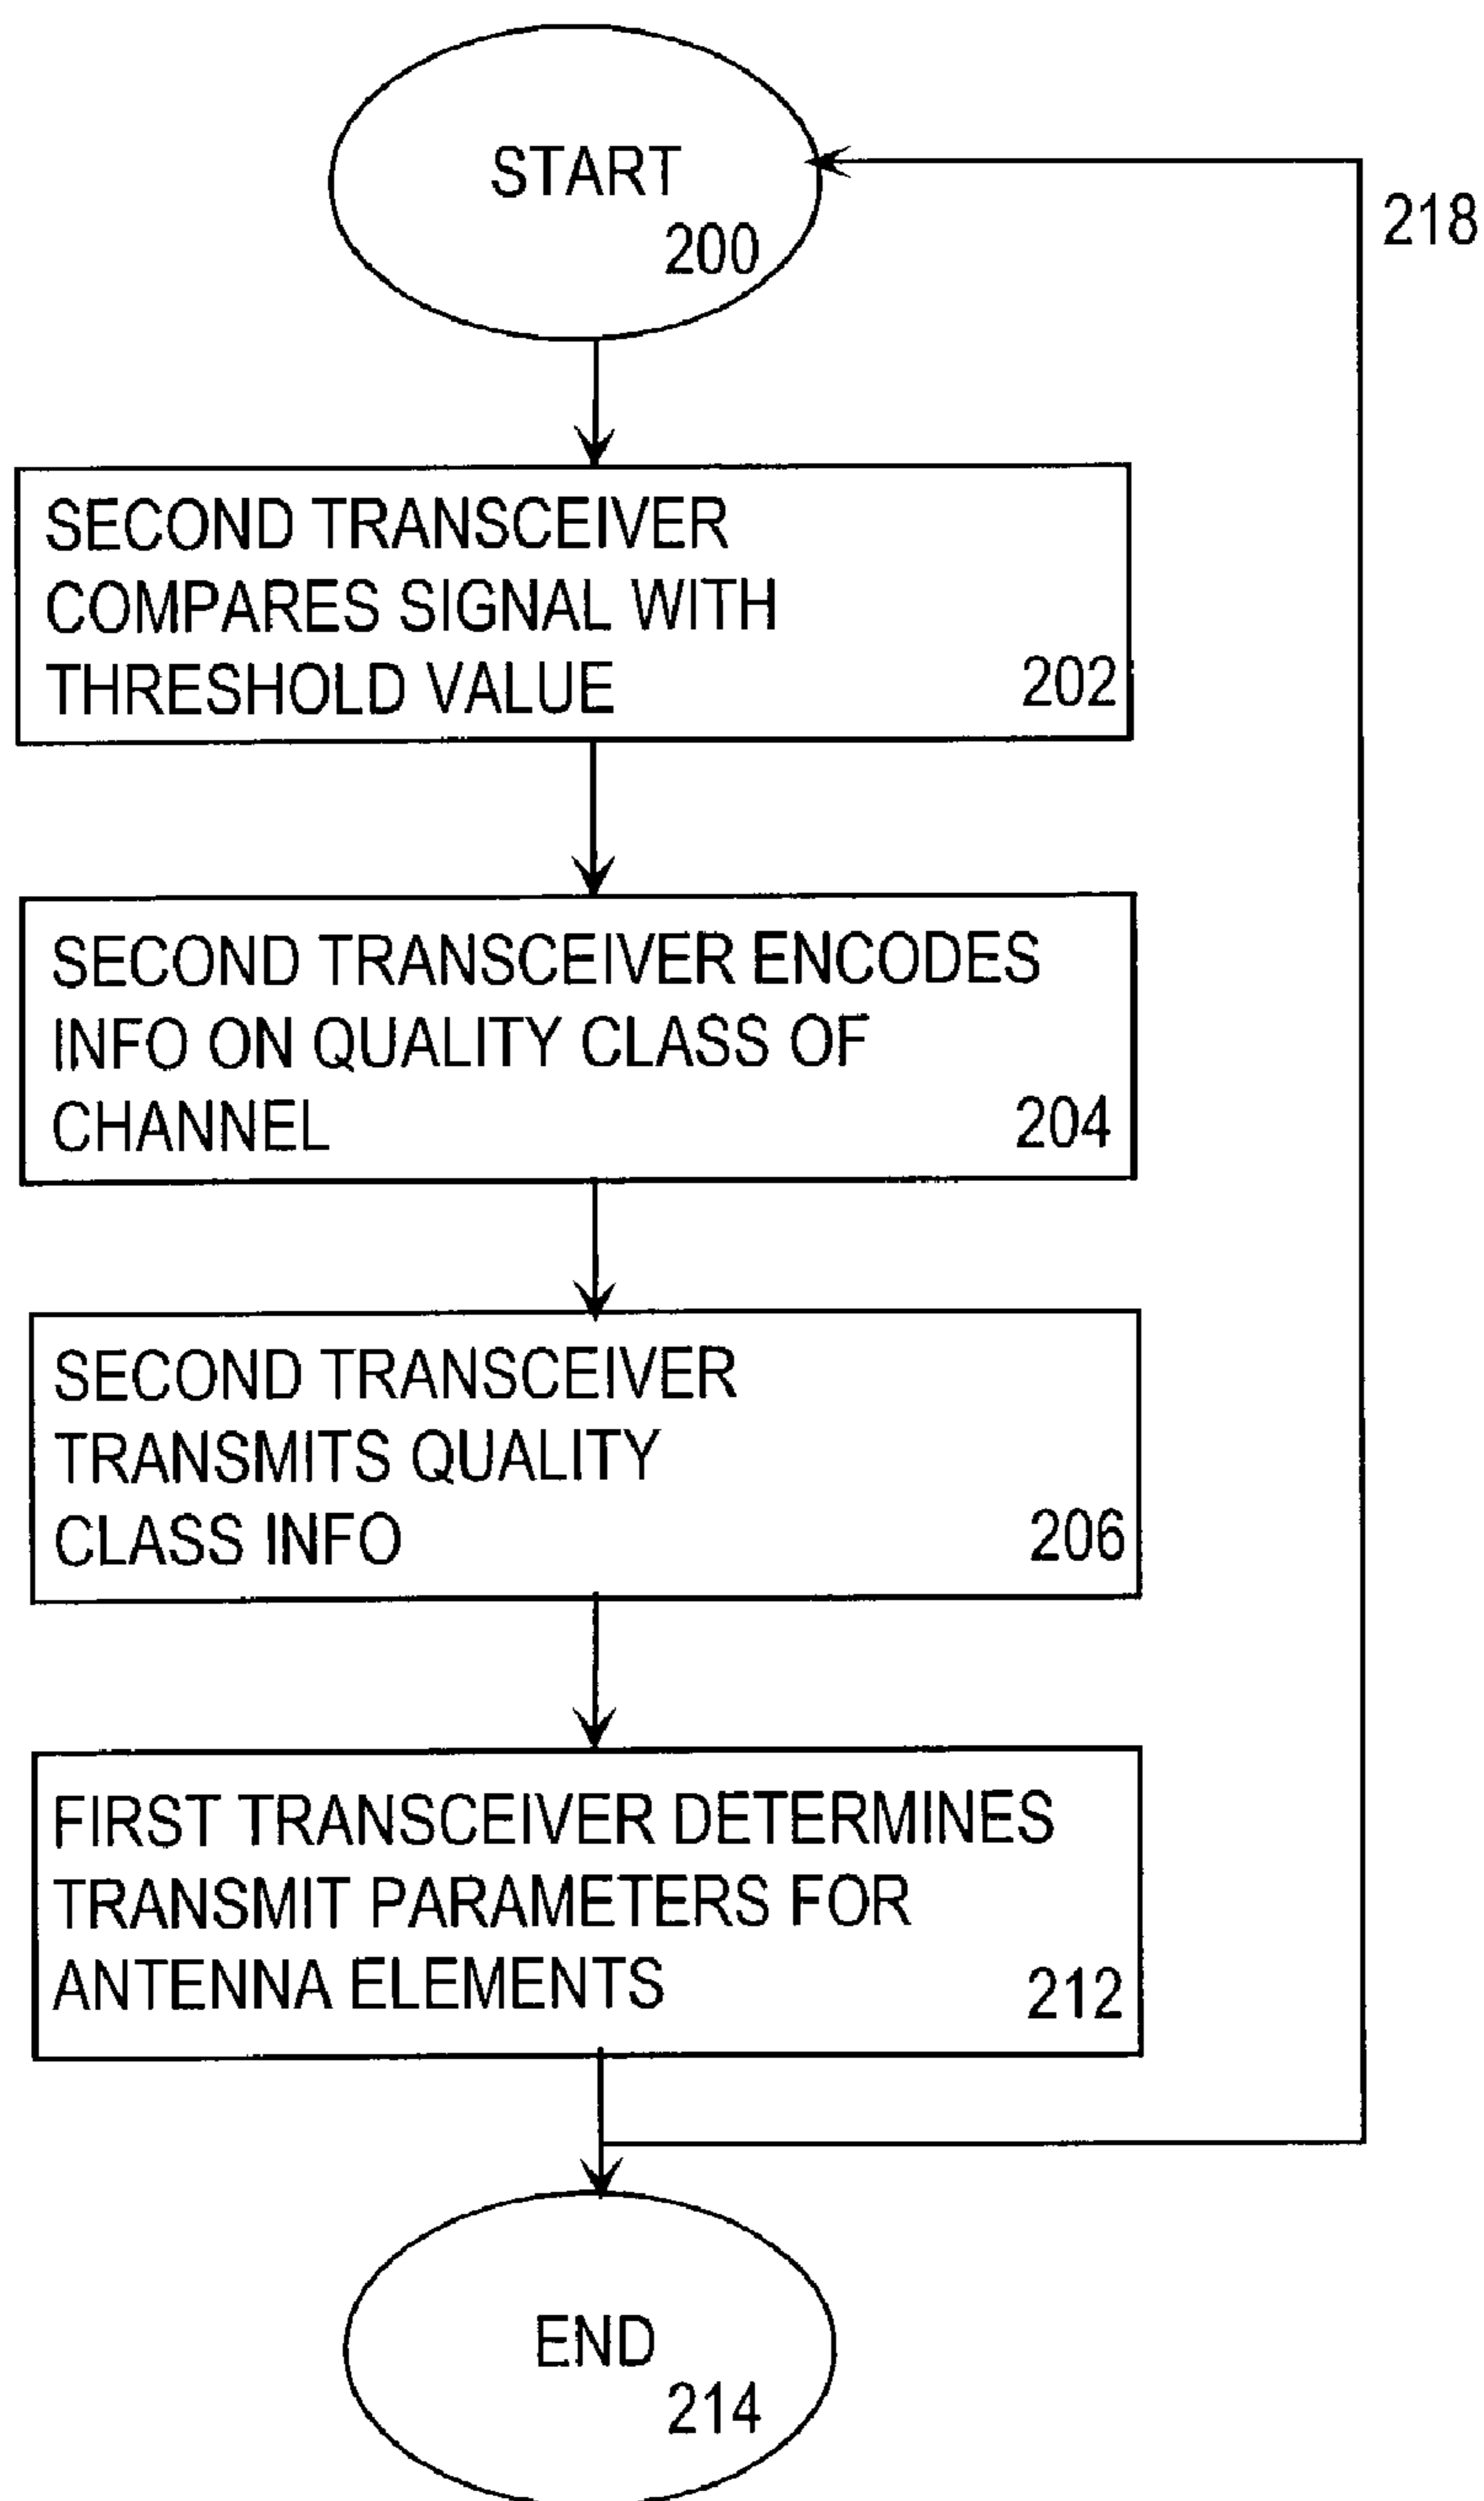 START
200
218
SECOND TRANSCEIVER
COMPARES SIGNAL WITH
THRESHOLD VALUE 202
SECOND TRANSCEIVER ENCODES
INFO ON QUALITY CLASS OF
CHANNEL 204
SECOND TRANSCEIVER
TRANSMITS QUALITY
CLASS INFO 206
FIRST TRANSCEIVER DETERMINES
TRANSMIT PARAMETERS FOR
ANTENNA ELEMENTS 212
END
214